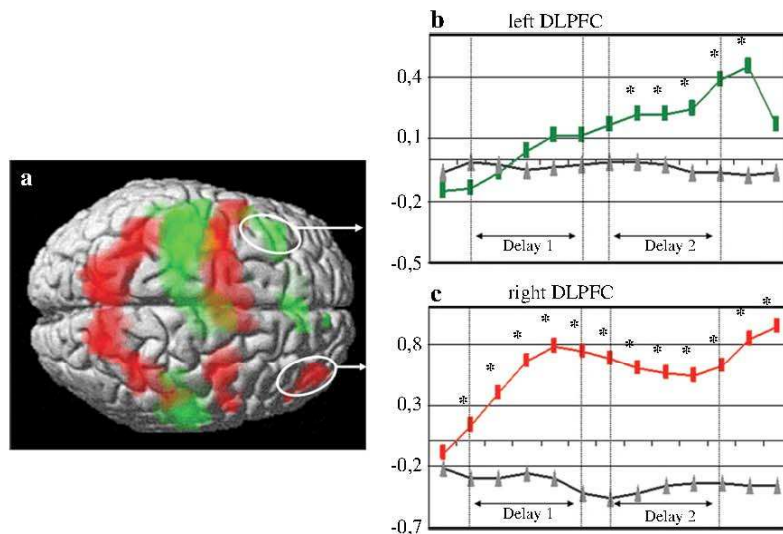 a
b left DLPFC
* * * * *
0,4
0,1
-0,2
Delay 1 Delay 2
-0,5
c right DLPFC
* * * * * * * * * * * *
0,8
0,3
-0,2
Delay 1 Delay 2
-0,7